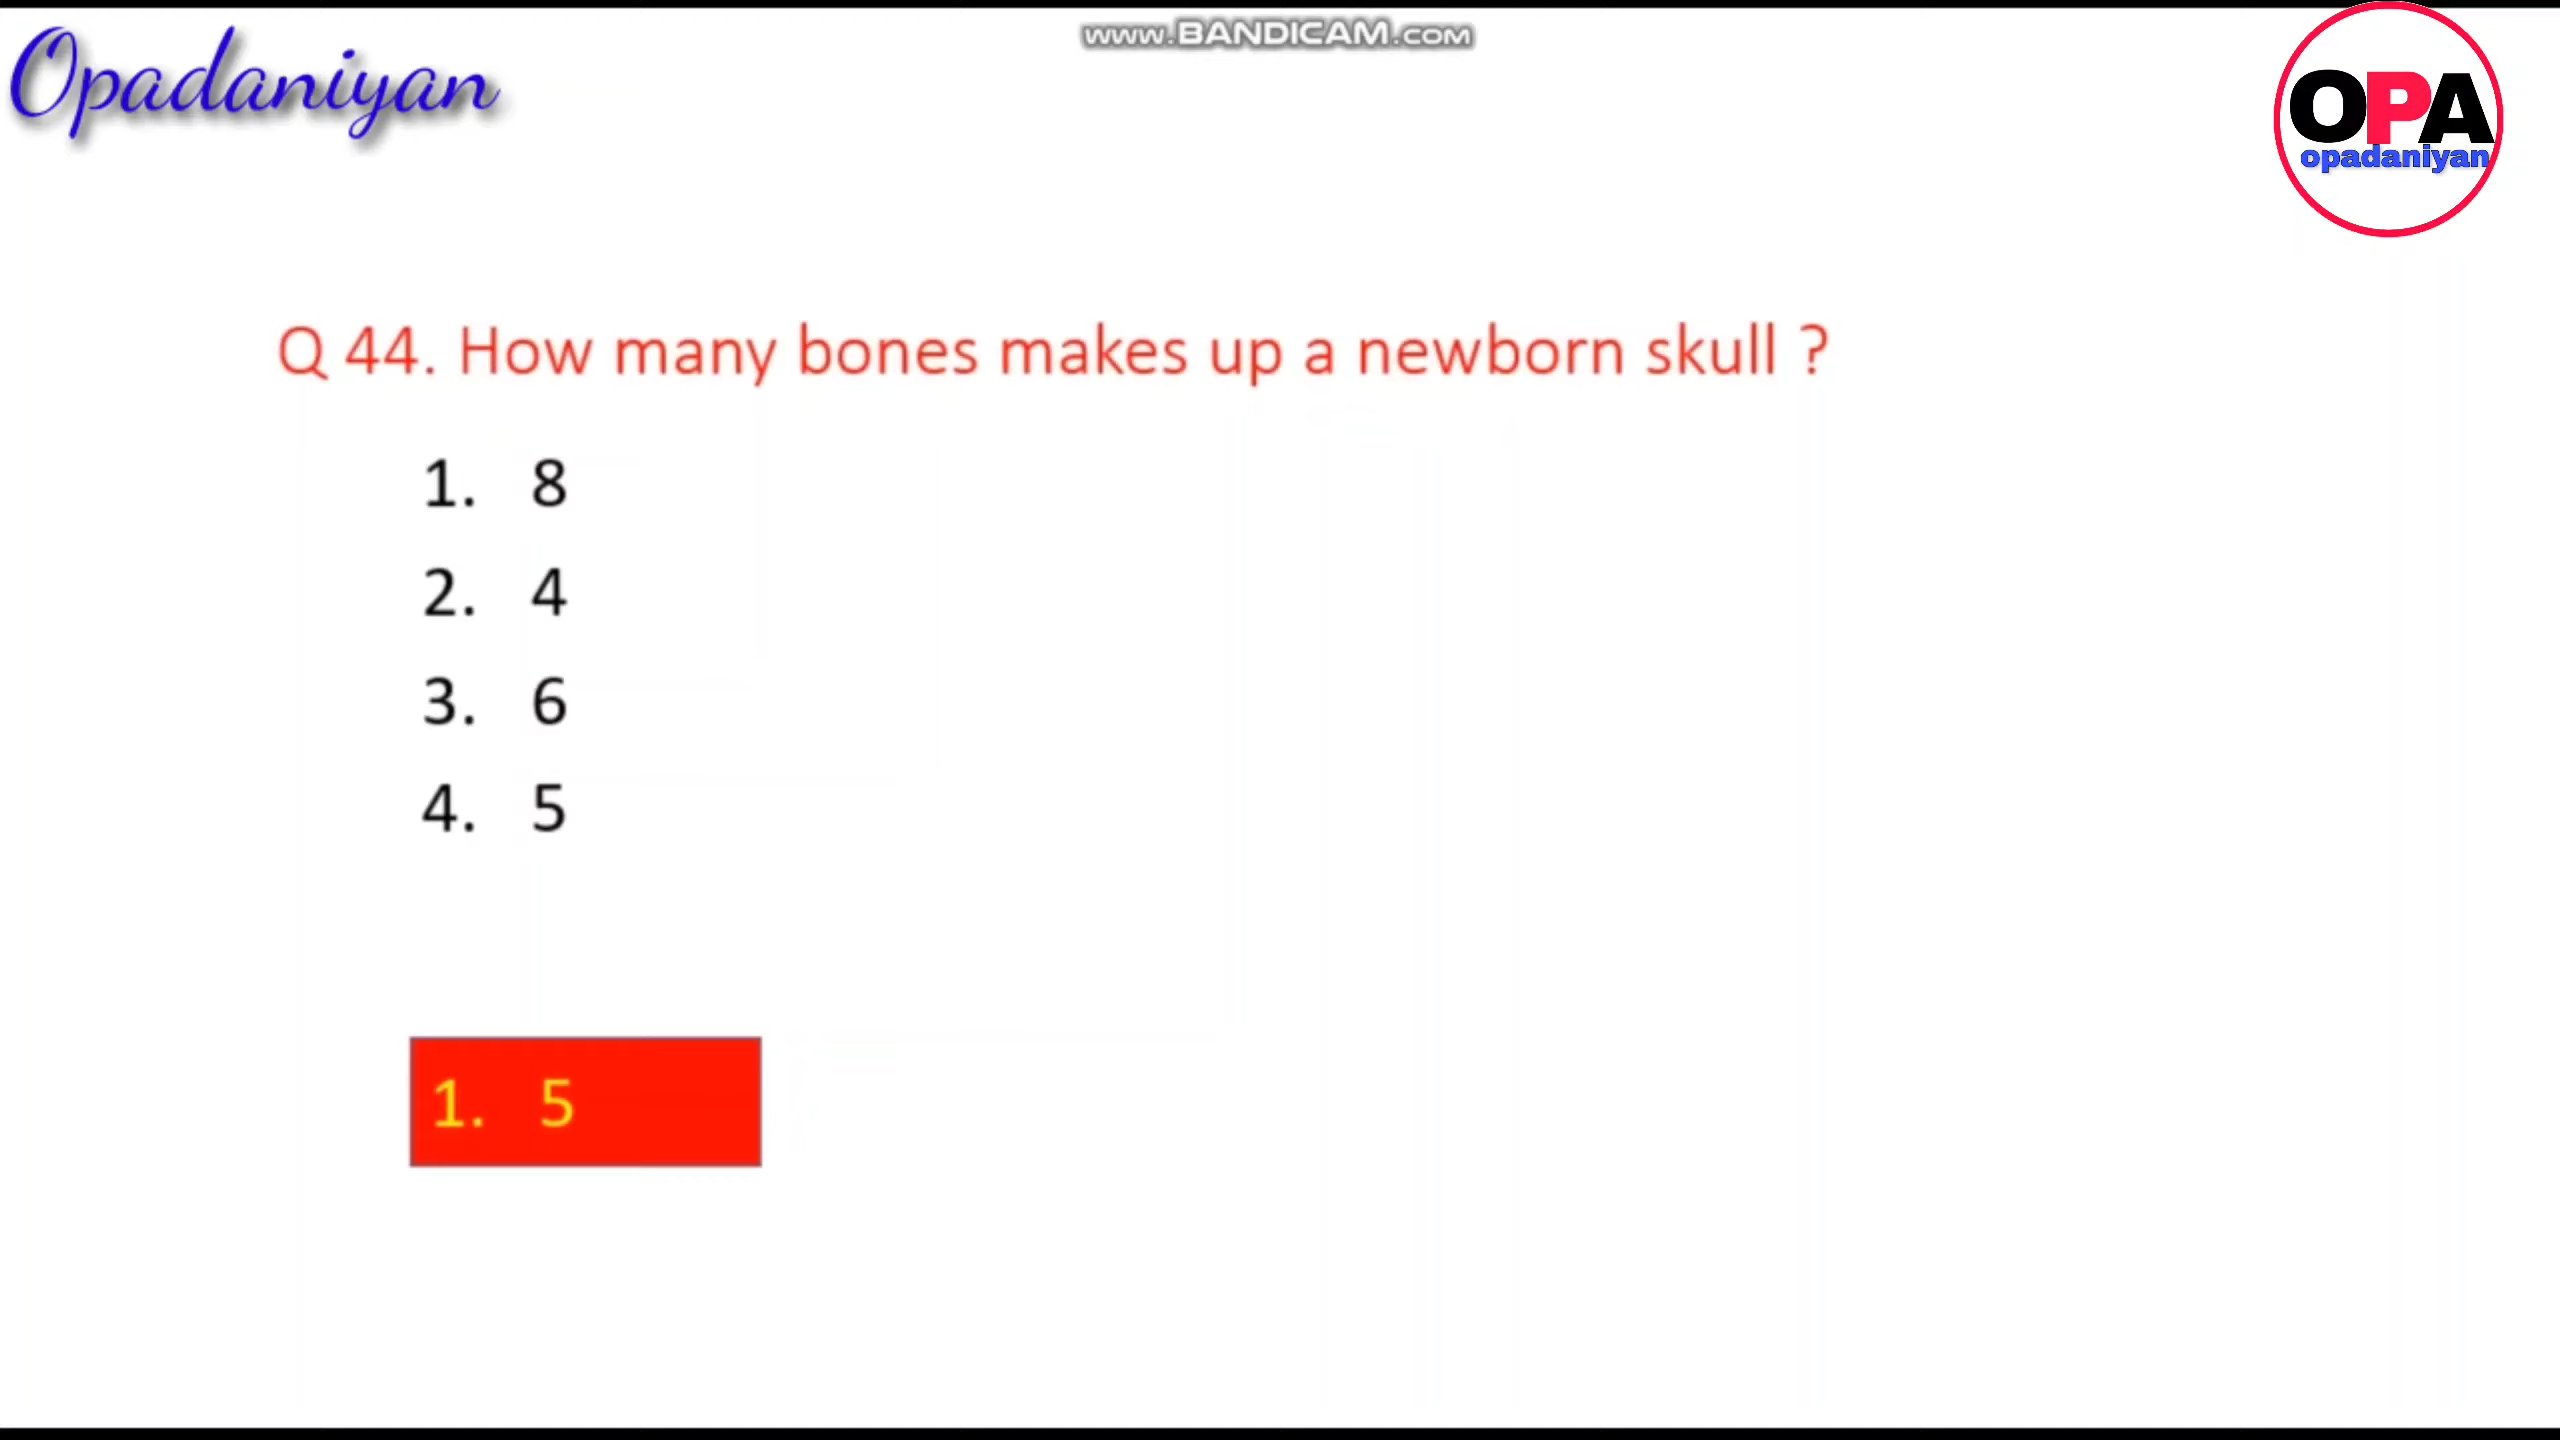 www.BANDICAM.com
Opadaniyan
OPA
opadaniyan
Q 44. How many bones makes up a newborn skull ?
1. 8
2. 4
3. 6
4. 5
1. 5